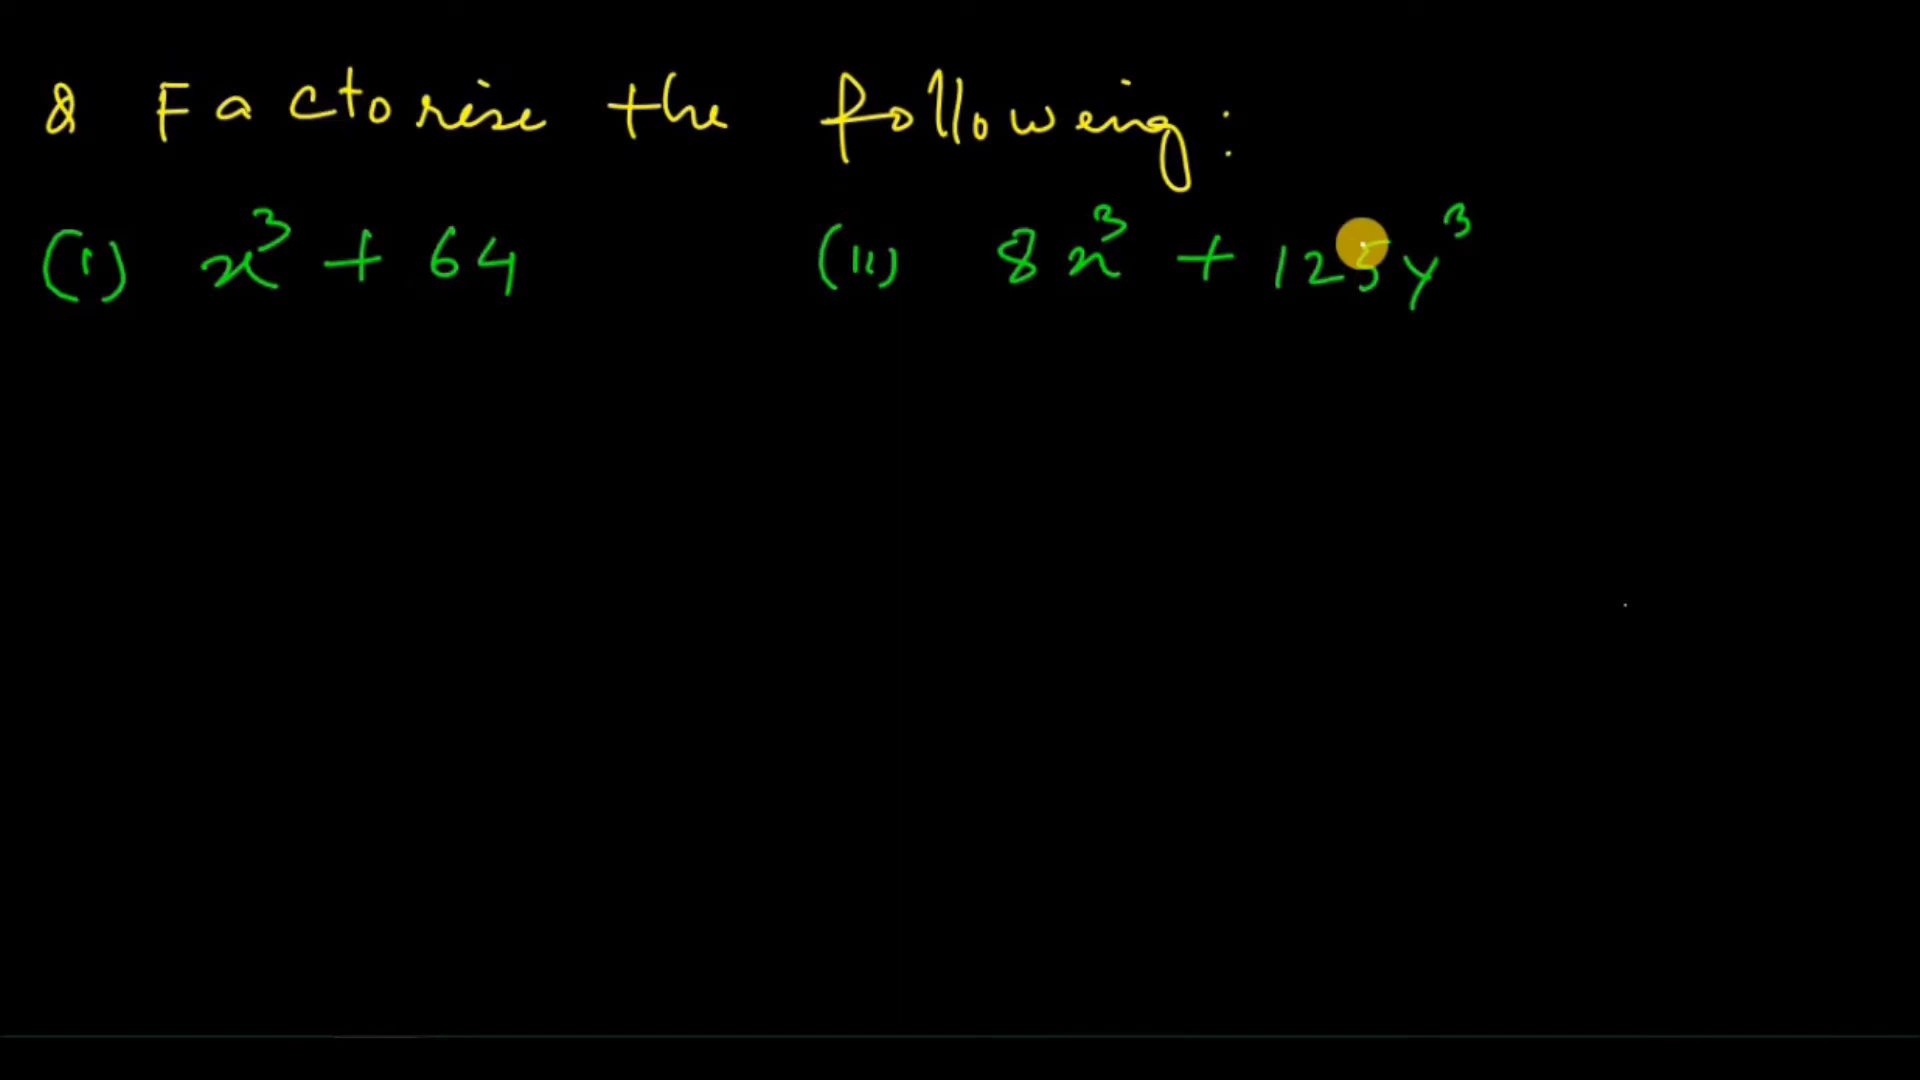 Q Factorise the following:
(i) x³ + 64 (ii) 8x³ + 125y³